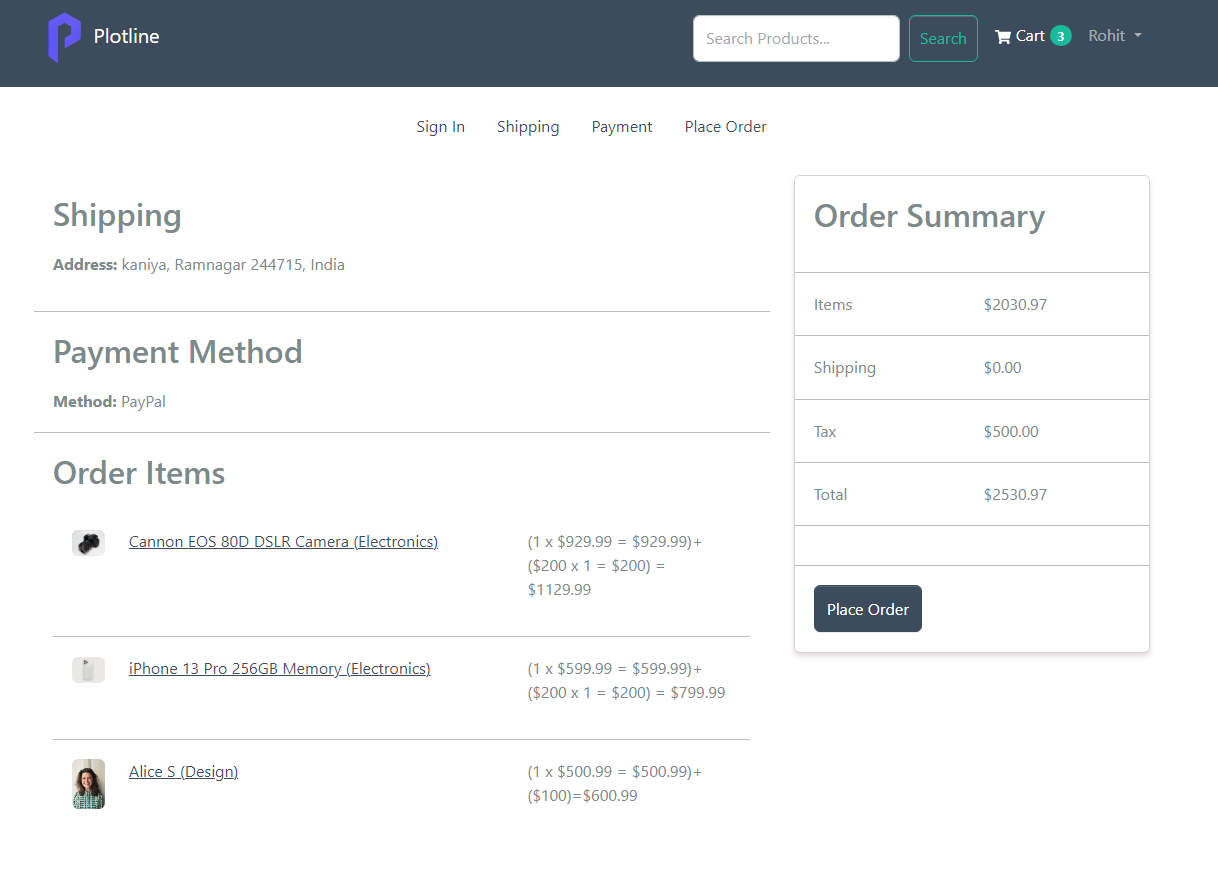 Plotline
Search Products...
Search
Cart 3
Rohit
Sign In
Shipping
Payment
Place Order
Shipping
Address: kaniya, Ramnagar 244715, India
Payment Method
Method: PayPal
Order Items
Cannon EOS 80D DSLR Camera (Electronics)
(1 x $929.99 = $929.99)+
($200 x 1 = $200) =
$1129.99
iPhone 13 Pro 256GB Memory (Electronics)
(1 x $599.99 = $599.99)+
($200 x 1 = $200) = $799.99
Alice S (Design)
(1 x $500.99 = $500.99)+
($100)=$600.99
Order Summary
Items $2030.97
Shipping $0.00
Tax $500.00
Total $2530.97
Place Order